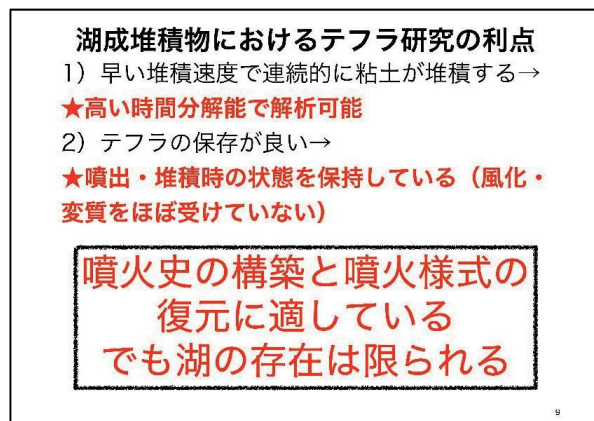 湖成堆積物におけるテフラ研究の利点
1）早い堆積速度で連続的に粘土が堆積する→
★高い時間分解能で解析可能
2）テフラの保存が良い→
★噴出・堆積時の状態を保持している（風化・
変質をほぼ受けていない）
噴火史の構築と噴火様式の
復元に適している
でも湖の存在は限られる
9